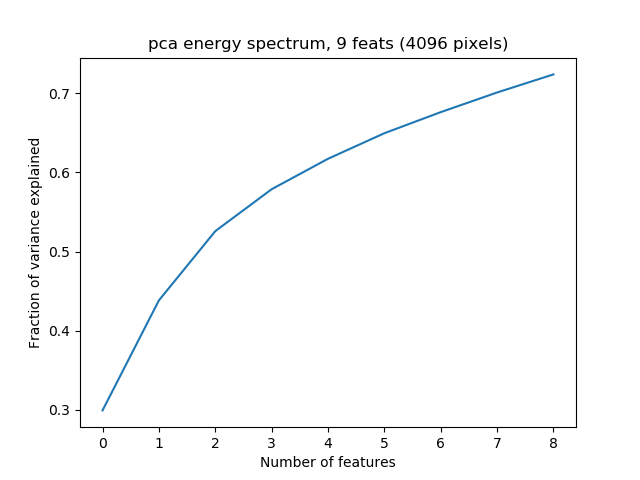 pca energy spectrum, 9 feats (4096 pixels)
Fraction of variance explained
0.7
0.6
0.5
0.4
0.3
0 1 2 3 4 5 6 7 8
Number of features